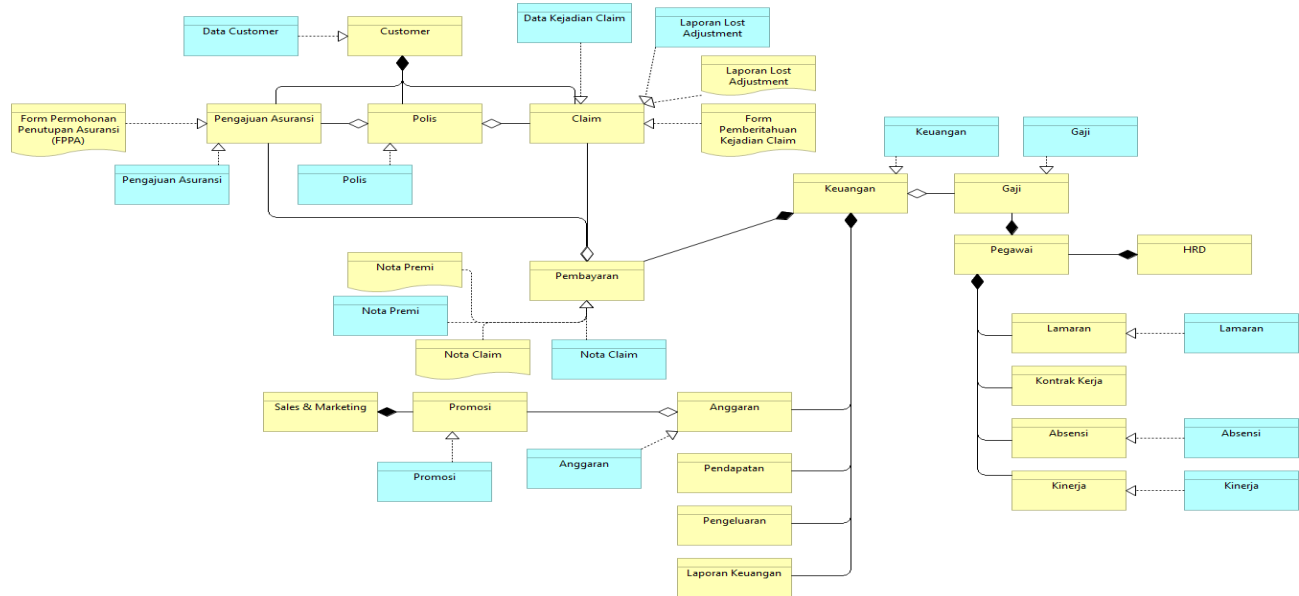 Data Customer
Customer
Data Kejadian Claim
Laporan Lost
Adjustment
Laporan Lost
Adjustment
Form Permohonan
Penutupan Asuransi
(FPPA)
Pengajuan Asuransi
Polis
Claim
Form
Pemberitahuan
Kejadian Claim
Keuangan
Gaji
Pengajuan Asuransi
Polis
Keuangan
Gaji
Pegawai
HRD
Nota Premi
Pembayaran
Nota Premi
Lamaran
Lamaran
Nota Claim
Nota Claim
Kontrak Kerja
Sales & Marketing
Promosi
Anggaran
Absensi
Absensi
Promosi
Anggaran
Pendapatan
Kinerja
Kinerja
Pengeluaran
Laporan Keuangan